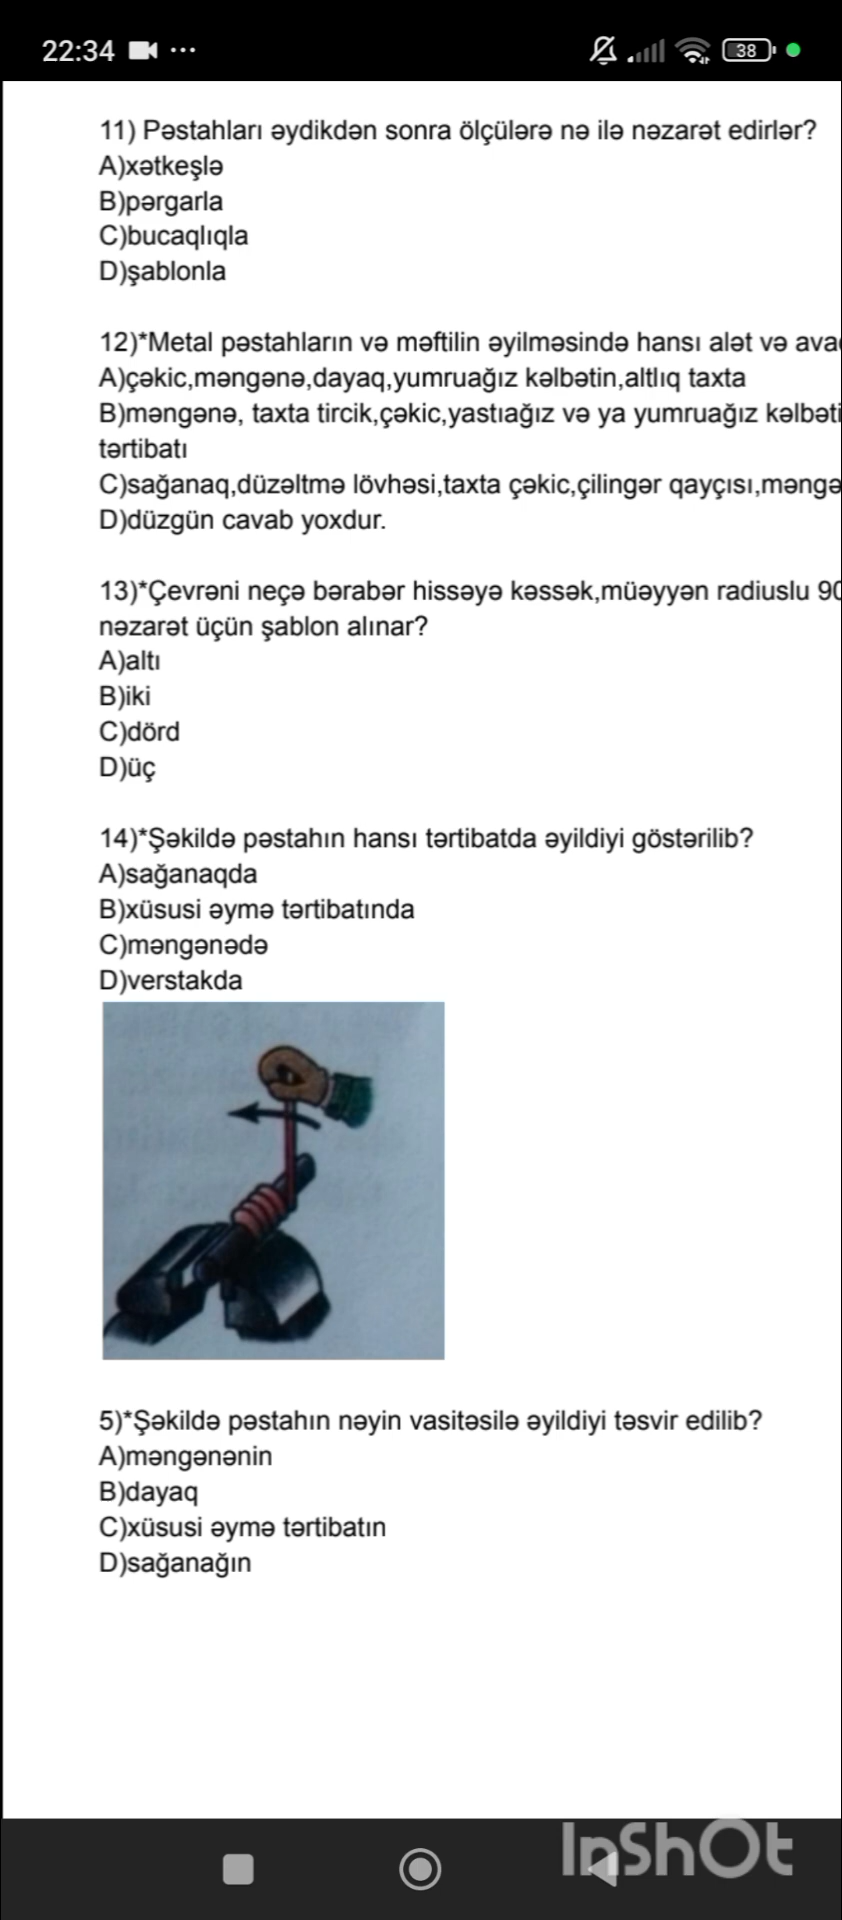 22:34
38
11) Pəstahları əydikdən sonra ölçülərə nə ilə nəzarət edirlər?
A)xətkeşlə
B)pərgarla
C)bucaqlıqla
D)şablonla
12)*Metal pəstahların və məftilin əyilməsində hansı alət və
A)çəkic,məngənə,dayaq,yumruağız kəlbətin,altlıq taxta
B)məngənə, taxta tircik,çəkic,yastıağız və ya yumruağız
tərtibatı
C)sağanaq,düzəltmə lövhəsi,taxta çəkic,çilingər qayçısı,
D)düzgün cavab yoxdur.
13)*Çevrəni neçə bərabər hissəyə kəssək,müəyyən radiuslu
nəzarət üçün şablon alınar?
A)altı
B)iki
C)dörd
D)üç
14)*Şəkildə pəstahın hansı tərtibatda əyildiyi göstərilib?
A)sağanaqda
B)xüsusi əymə tərtibatında
C)məngənədə
D)verstakda
5)*Şəkildə pəstahın nəyin vasitəsilə əyildiyi təsvir edilib?
A)məngənənin
B)dayaq
C)xüsusi əymə tərtibatın
D)sağanağın
InShOt